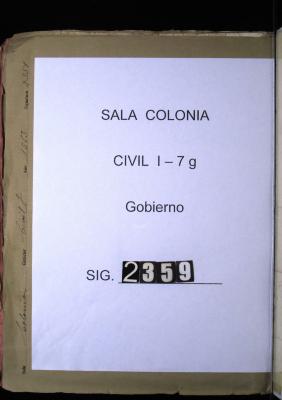 SALA COLONIA
CIVIL I – 7 g
Gobierno
SIG. 2359